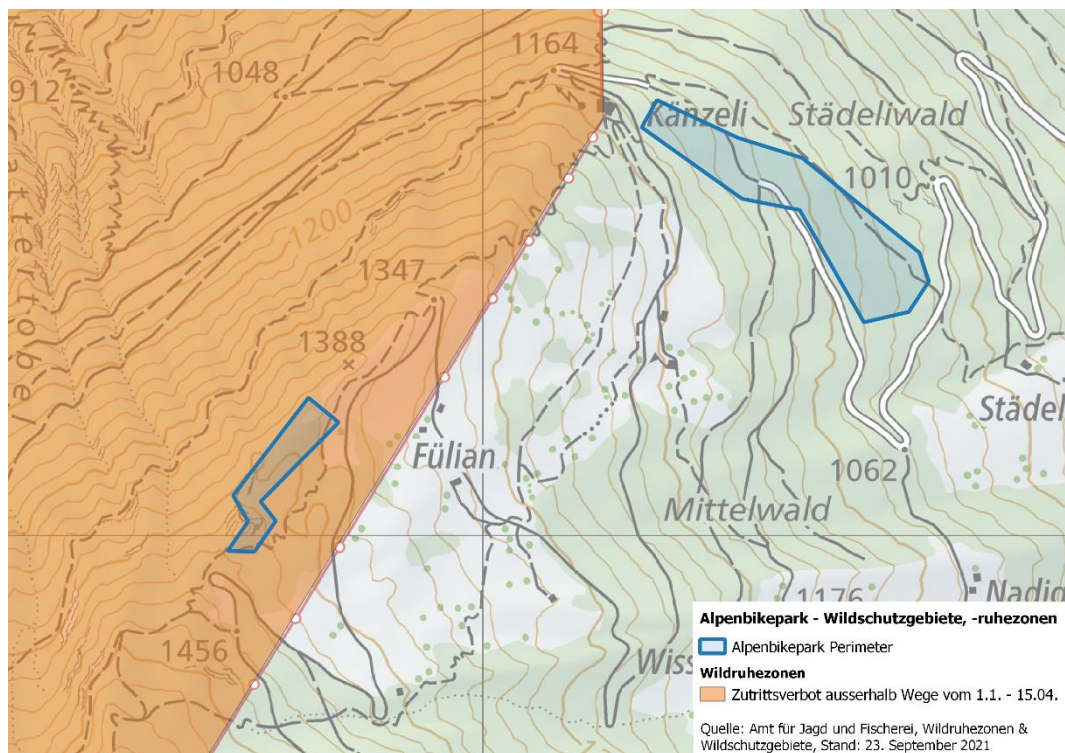 1164
1048
912
Känzeli
Städeliwald
1010
1200
1347
1388
Fülian
1062
Mittelwald
1176
1456
Alpenbikepark - Wildschutzgebiete, -ruhezonen
Alpenbikepark Perimeter
Wildruhezonen
Zutrittsverbot ausserhalb Wege vom 1.1. - 15.04.
Quelle: Amt für Jagd und Fischerei, Wildruhezonen &
Wildschutzgebiete, Stand: 23. September 2021
attertobel
Städel
Nadig
Wiss